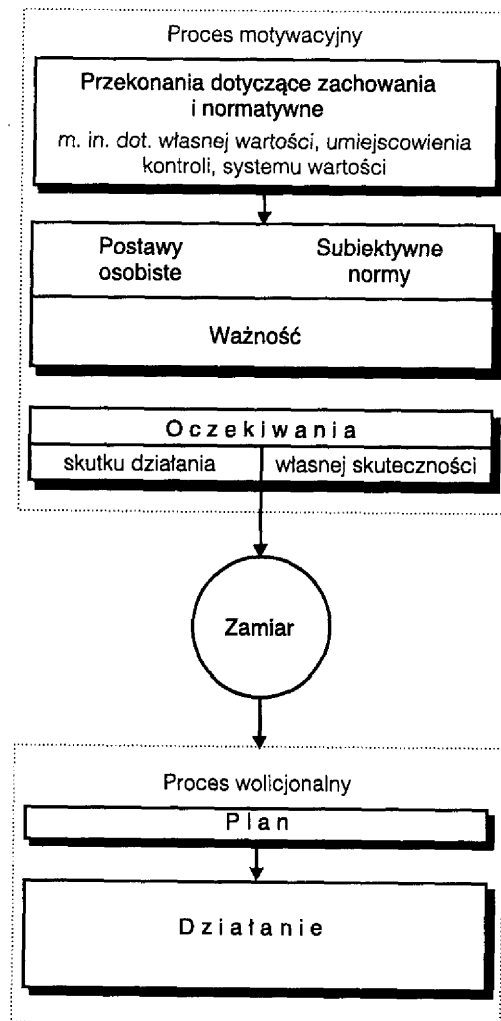 Proces motywacyjny
Przekonania dotyczące zachowania
i normatywne
m. in. dot. własnej wartości, umiejscowienia
kontroli, systemu wartości
Postawy
osobiste
Subiektywne
normy
Ważność
Oczekiwania
skutku działania
własnej skuteczności
Zamiar
Proces wolicjonalny
Plan
Działanie